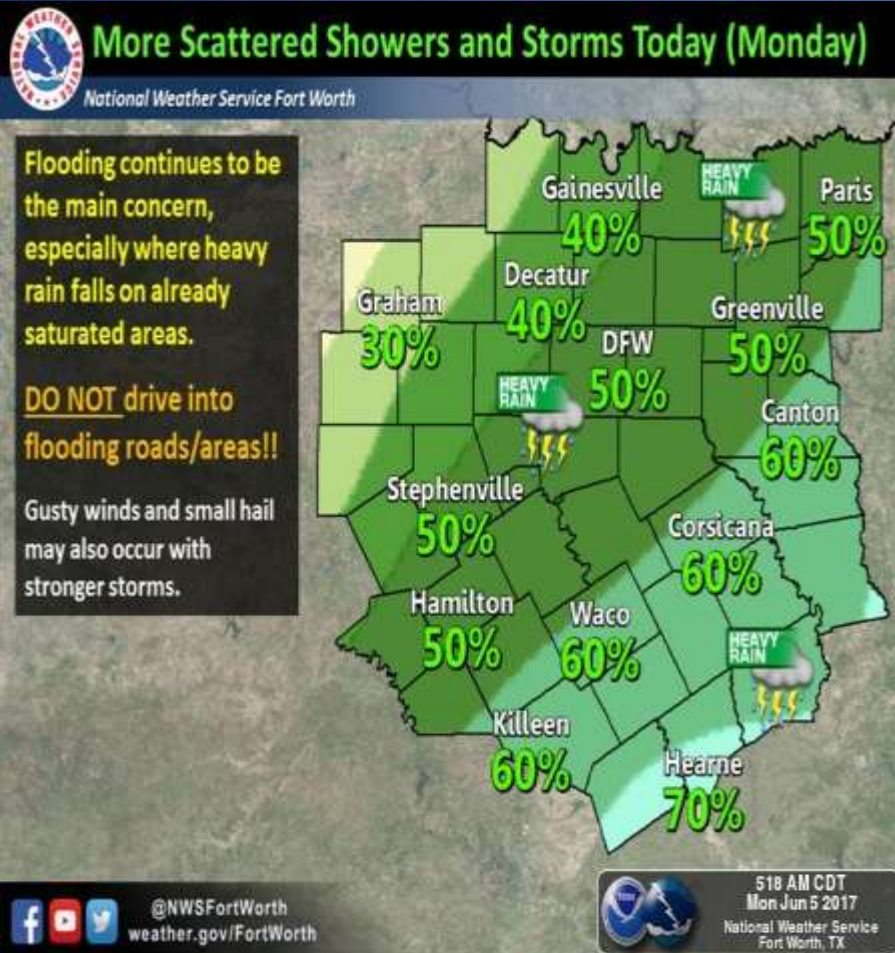 NATIONAL WEATHER SERVICE
More Scattered Showers and Storms Today (Monday)
National Weather Service Fort Worth
Flooding continues to be
the main concern,
especially where heavy
rain falls on already
saturated areas.
DO NOT drive into
flooding roads/areas!!
Gusty winds and small hail
may also occur with
stronger storms.
HEAVY
RAIN
Gainesville
40%
Paris
50%
Decatur
40%
Graham
30%
Greenville
50%
DFW
50%
HEAVY
RAIN
Canton
60%
Stephenville
50%
Corsicana
60%
Hamilton
50%
Waco
60%
HEAVY
RAIN
Killeen
60%
Hearne
70%
@NWSFortWorth
weather.gov/FortWorth
518 AM CDT
Mon Jun 5 2017
National Weather Service
Fort Worth, TX